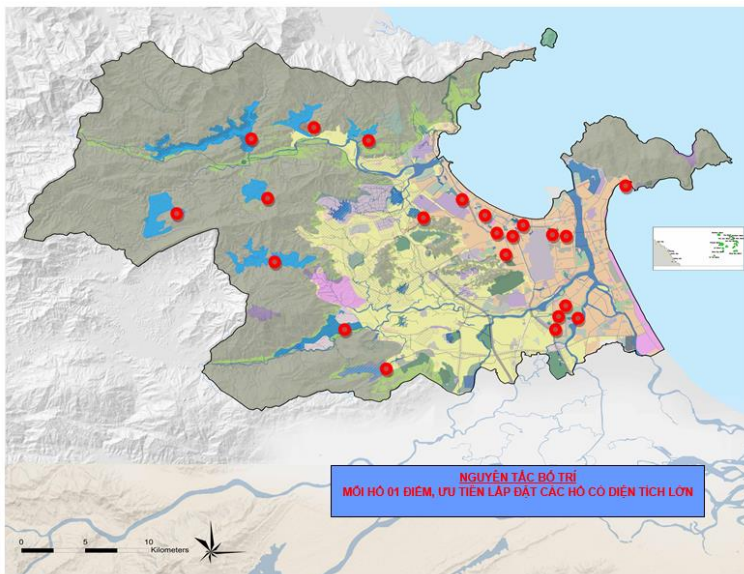 NGUYÊN TẮC BỐ TRÍ
MỖI HỒ 01 ĐIỂM, ƯU TIÊN LẮP ĐẶT CÁC HỒ CÓ DIỆN TÍCH LỚN
0 5 10
Kilometers